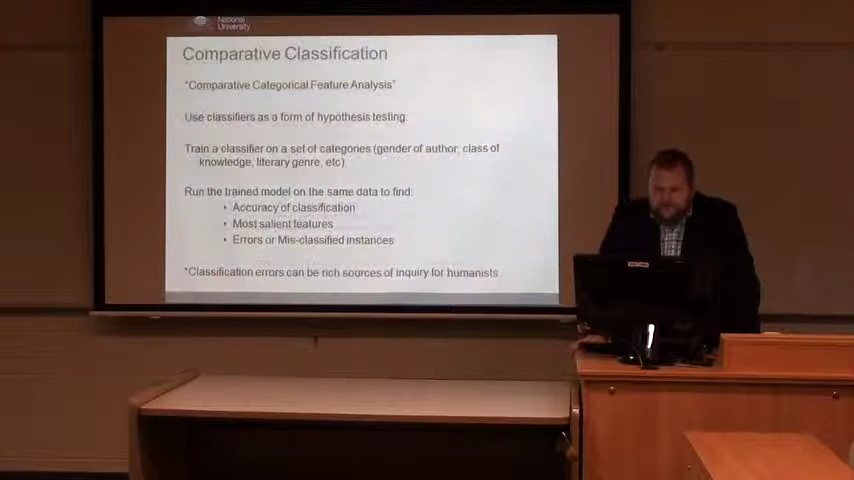 National
University
Comparative Classification
"Comparative Categorical Feature Analysis"
Use classifiers as a form of hypothesis testing.
Train a classifier on a set of categories (gender of author, class of
knowledge, literary genre, etc)
Run the trained model on the same data to find:
• Accuracy of classification
• Most salient features
• Errors or Mis-classified instances
*Classification errors can be rich sources of inquiry for humanists.